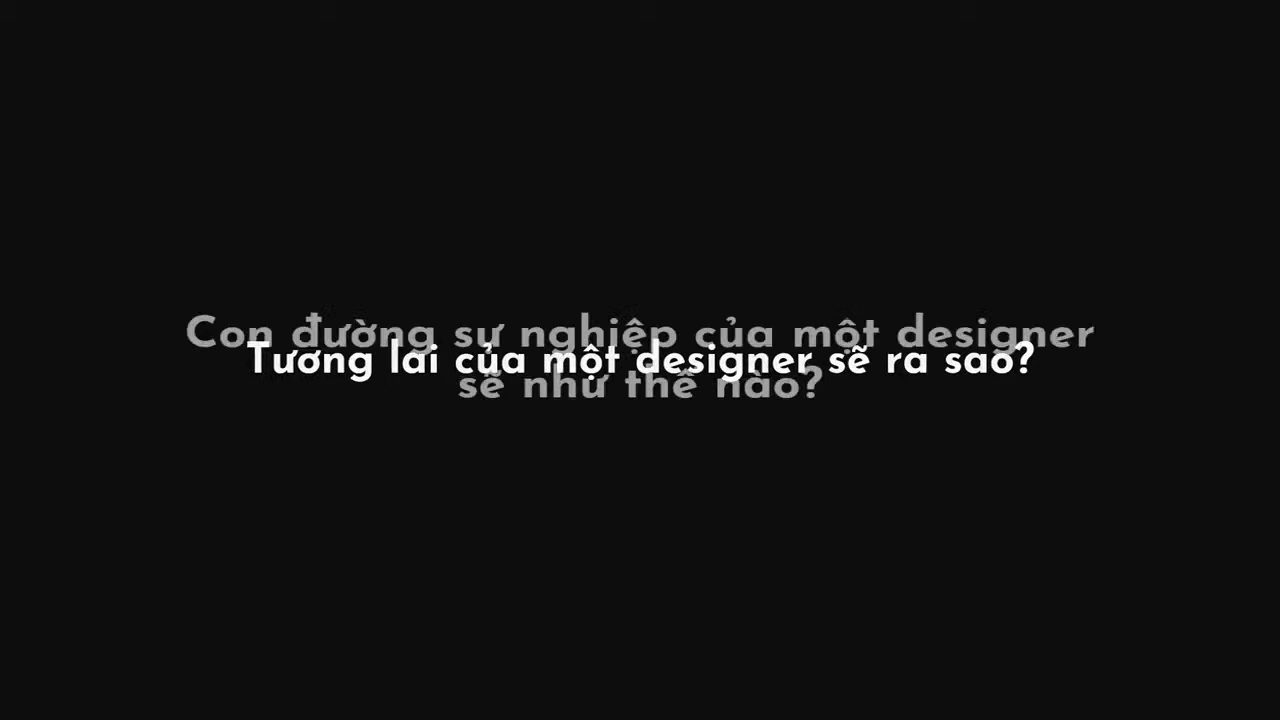 Con đường sự nghiệp của một designer
Tương lai của một designer sẽ ra sao?
sẽ như thế nào?